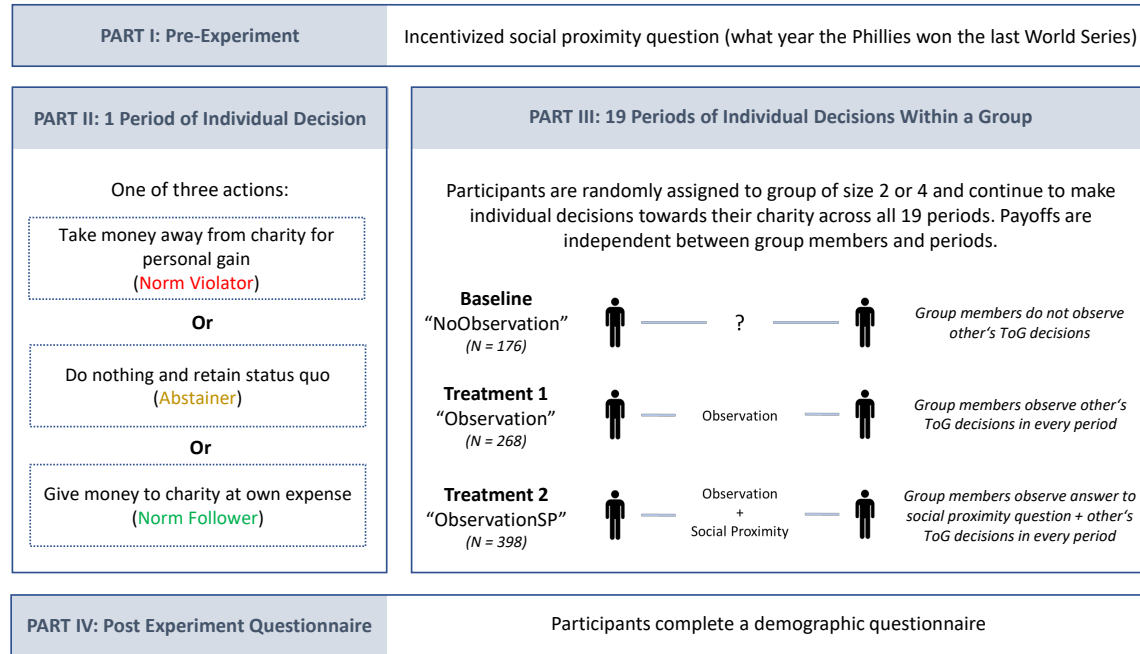 PART I: Pre-Experiment
Incentivized social proximity question (what year the Phillies won the last World Series)
PART II: 1 Period of Individual Decision
One of three actions:
Take money away from charity for
personal gain
(Norm Violator)
Or
Do nothing and retain status quo
(Abstainer)
Or
Give money to charity at own expense
(Norm Follower)
PART III: 19 Periods of Individual Decisions Within a Group
Participants are randomly assigned to group of size 2 or 4 and continue to make
individual decisions towards their charity across all 19 periods. Payoffs are
independent between group members and periods.
Baseline
"NoObservation"
(N = 176)
?
Group members do not observe
other's ToG decisions
Treatment 1
"Observation"
(N = 268)
Observation
Group members observe other's
ToG decisions in every period
Treatment 2
"ObservationSP"
(N = 398)
Observation
+
Social Proximity
Group members observe answer to
social proximity question + other's
ToG decisions in every period
PART IV: Post Experiment Questionnaire
Participants complete a demographic questionnaire